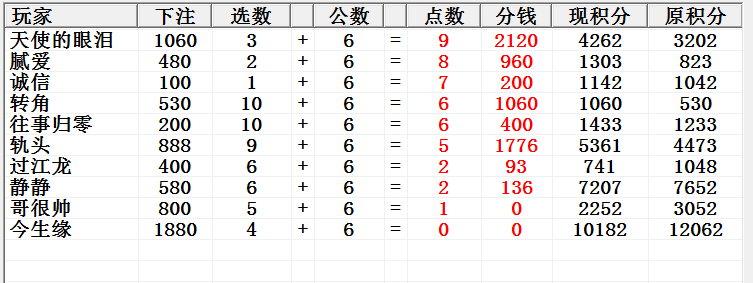 玩家 下注 选数 公数 点数 分钱 现积分 原积分
天使的眼泪 1060 3 + 6 = 9 2120 4262 3202
腻爱 480 2 + 6 = 8 960 1303 823
诚信 100 1 + 6 = 7 200 1142 1042
转角 530 10 + 6 = 6 1060 1060 530
往事归零 200 10 + 6 = 6 400 1433 1233
轨头 888 9 + 6 = 5 1776 5361 4473
过江龙 400 6 + 6 = 2 93 741 1048
静静 580 6 + 6 = 2 136 7207 7652
哥很帅 800 5 + 6 = 1 0 2252 3052
今生缘 1880 4 + 6 = 0 0 10182 12062